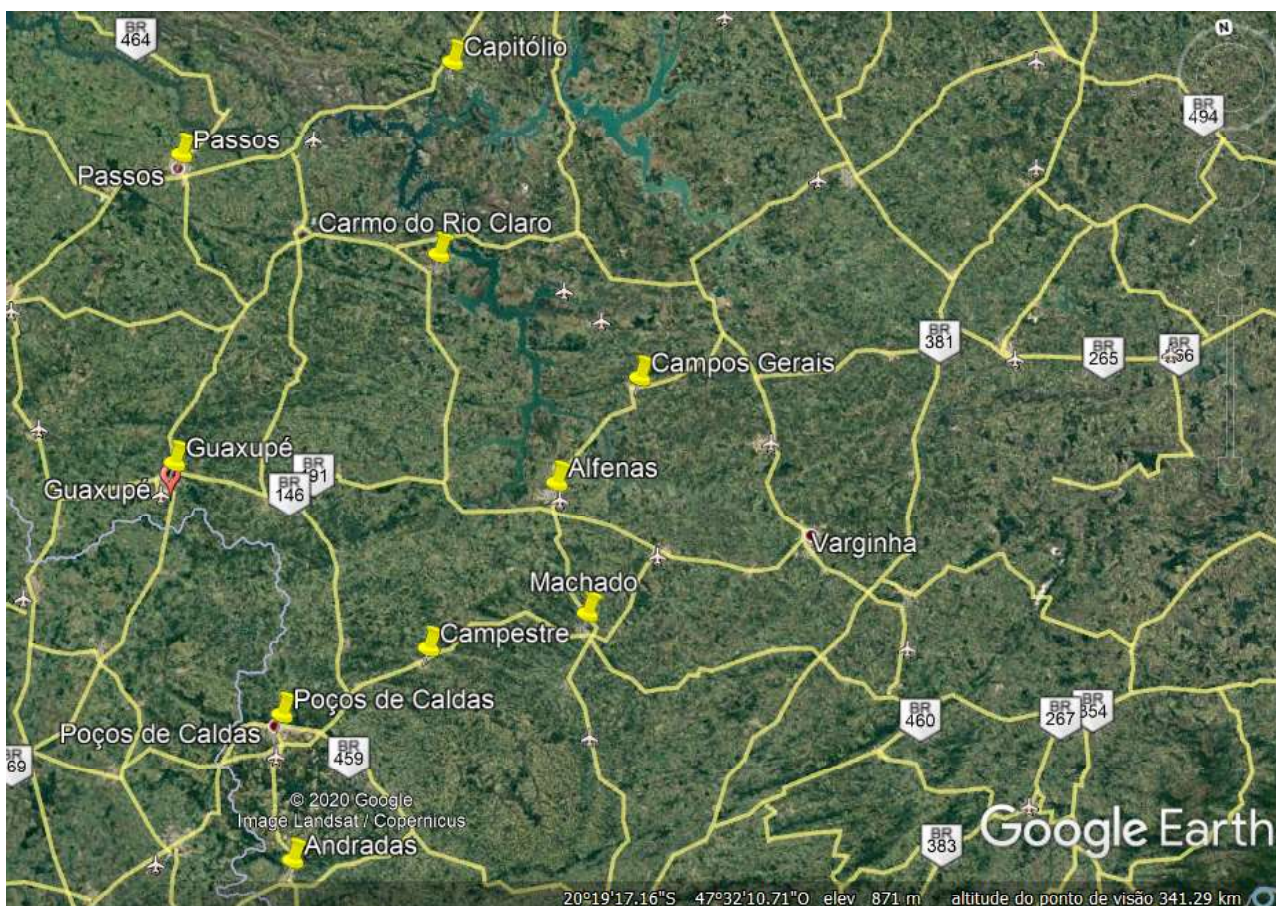 BR
464
Capitólio
BR
494
Passos
Passos
Carmo do Rio Claro
BR
381
BR
265
Campos Gerais
Guaxupé
Guaxupé
BR
146
BR
491
Alfenas
Varginha
Machado
Campestre
Poços de Caldas
Poços de Caldas
BR
460
BR
267
BR
354
BR
459
69
© 2020 Google
Image Landsat / Copernicus
Andradas
BR
383
Google Earth
N
20°19'17.16"S 47°32'10.71"O elev 871 m altitude do ponto de visão 341.29 km